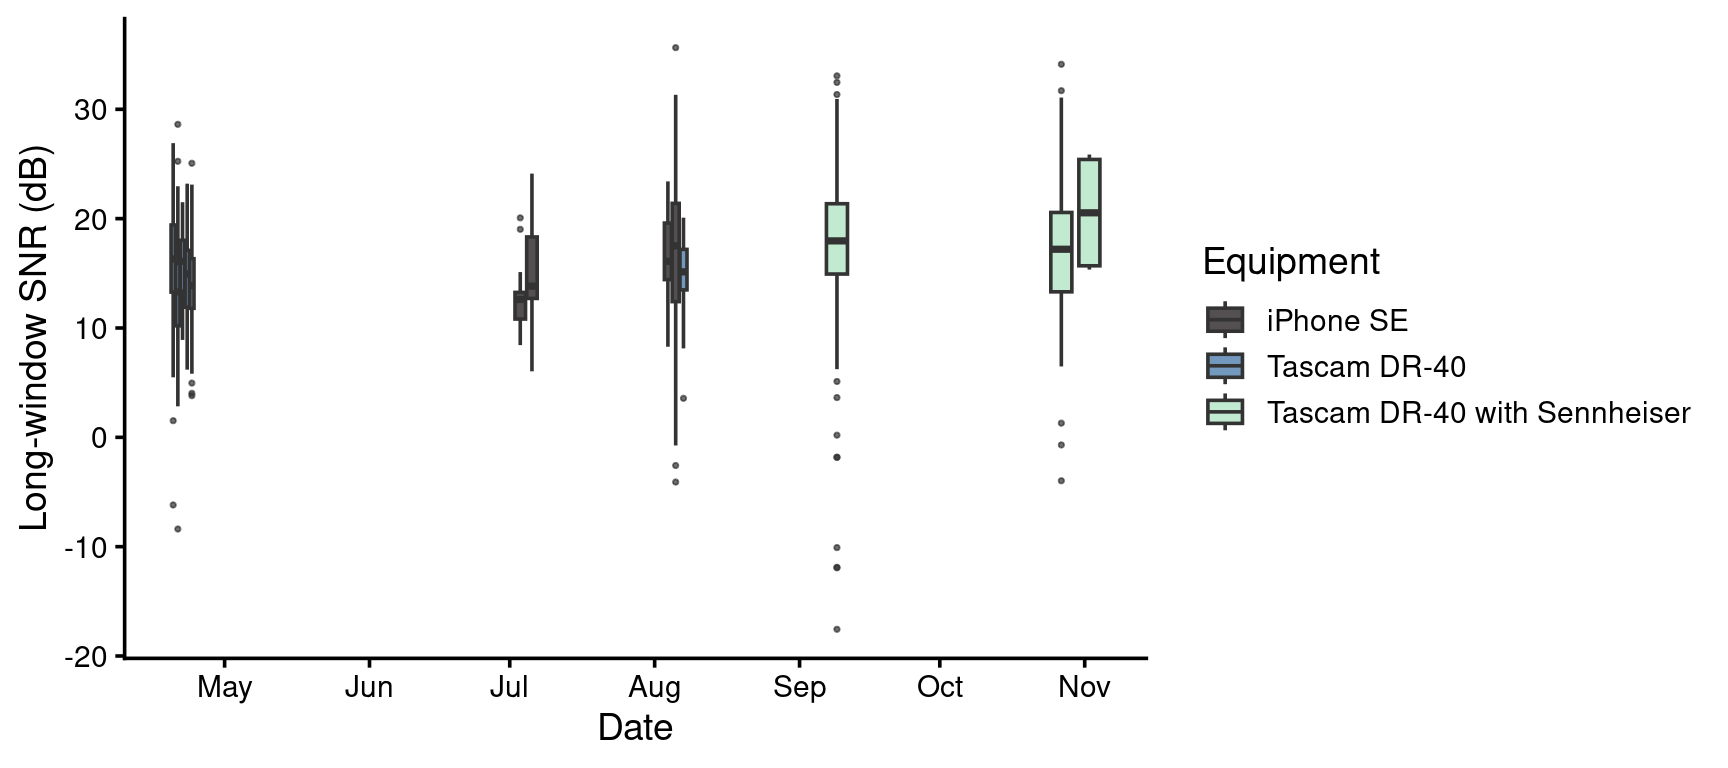 Long-window SNR (dB)
30
20
10
0
-10
-20
May Jun Jul Aug Sep Oct Nov
Date
Equipment
iPhone SE
Tascam DR-40
Tascam DR-40 with Sennheiser